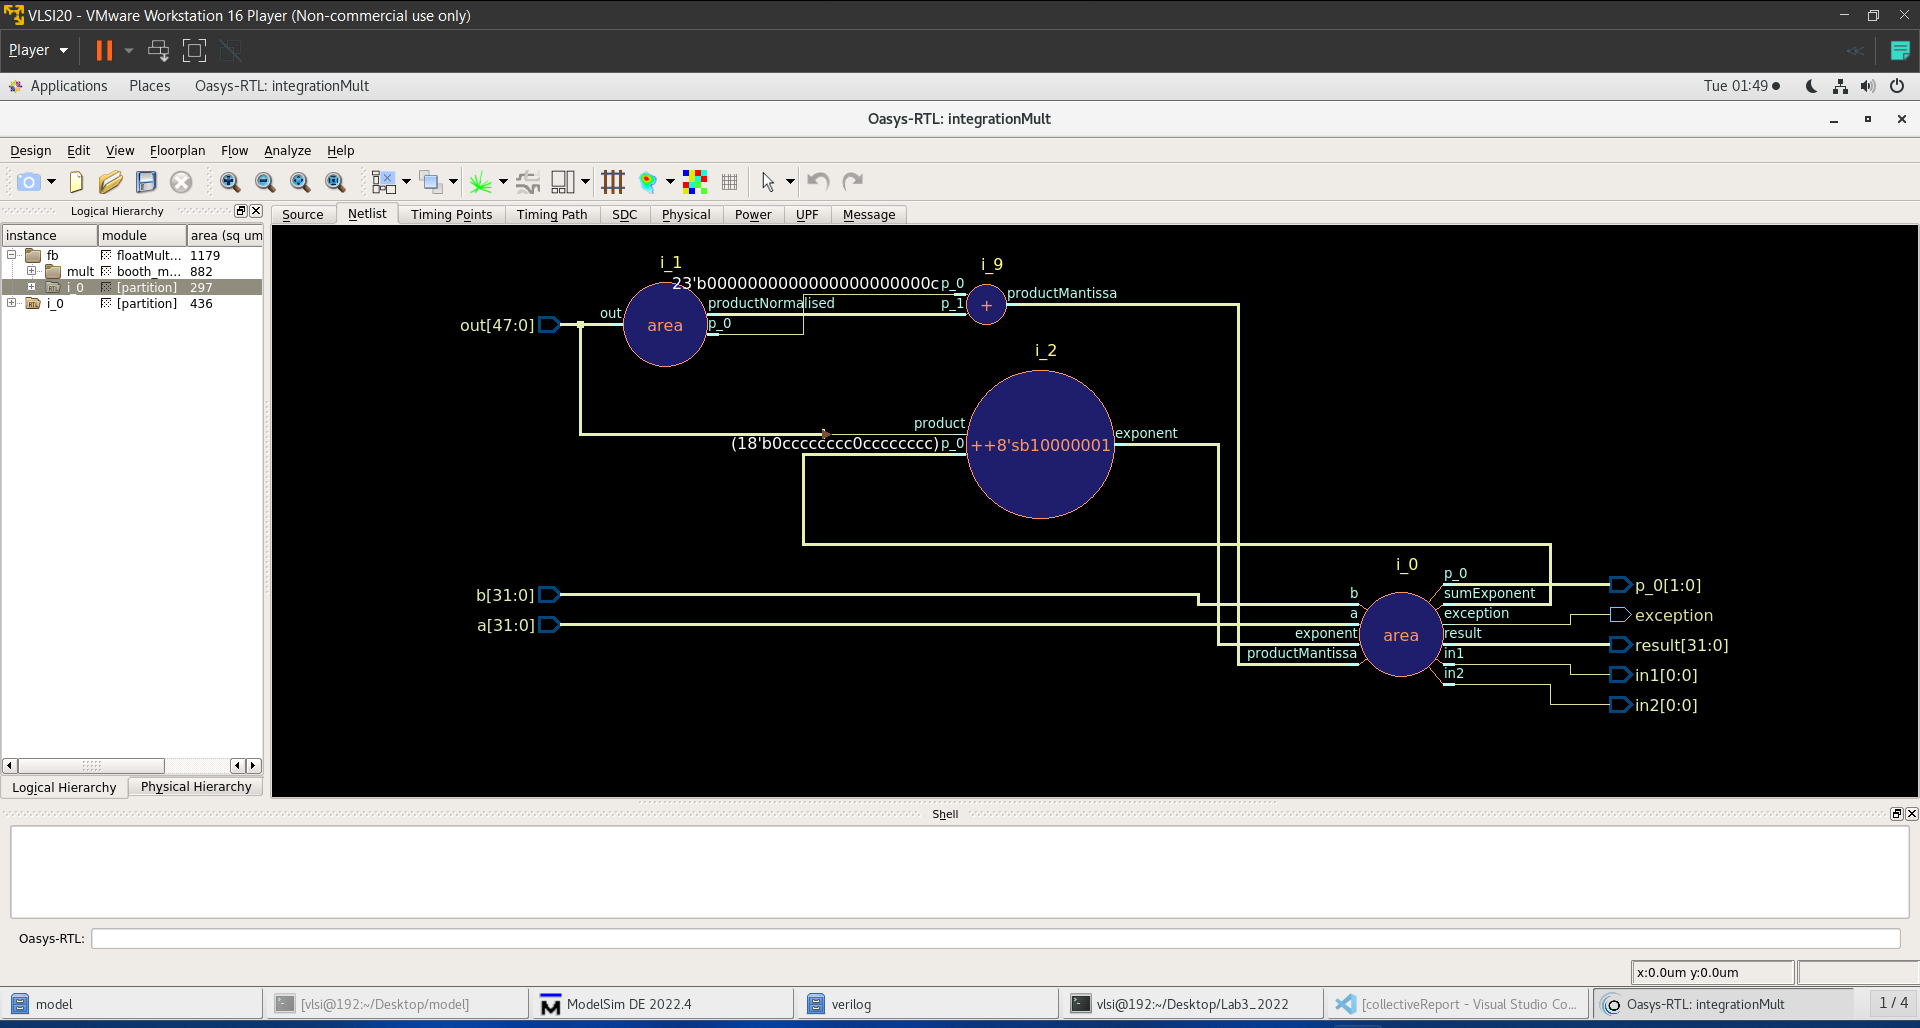 VLSI20 - VMware Workstation 16 Player (Non-commercial use only)
Player
Applications Places Oasys-RTL: integrationMult Tue 01:49
Oasys-RTL: integrationMult
Design Edit View Floorplan Flow Analyze Help
Logical Hierarchy
Source Netlist Timing Points Timing Path SDC Physical Power UPF Message
instance module area (sq um
fb floatMult... 1179
mult booth_m... 882
i_0 [partition] 297
i_0 [partition] 436
i_1
i_9
23'b0000000000000000000000c p_0
productMantissa
productNormalised p_1
out
+
out[47:0]
area
p_0
i_2
product
exponent
(18'b0cccccccc0cccccccc) p_0
++8'sb10000001
i_0
p_0
p_0[1:0]
b[31:0]
b
sumExponent
a
exception
exception
a[31:0]
exponent
area
result
result[31:0]
productMantissa
in1
in1[0:0]
in2
in2[0:0]
Logical Hierarchy Physical Hierarchy
Shell
Oasys-RTL:
x:0.0um y:0.0um
model [vlsi@192:~/Desktop/model] ModelSim DE 2022.4 verilog vlsi@192:~/Desktop/Lab3_2022 [collectiveReport - Visual Studio Co... Oasys-RTL: integrationMult 1 / 4